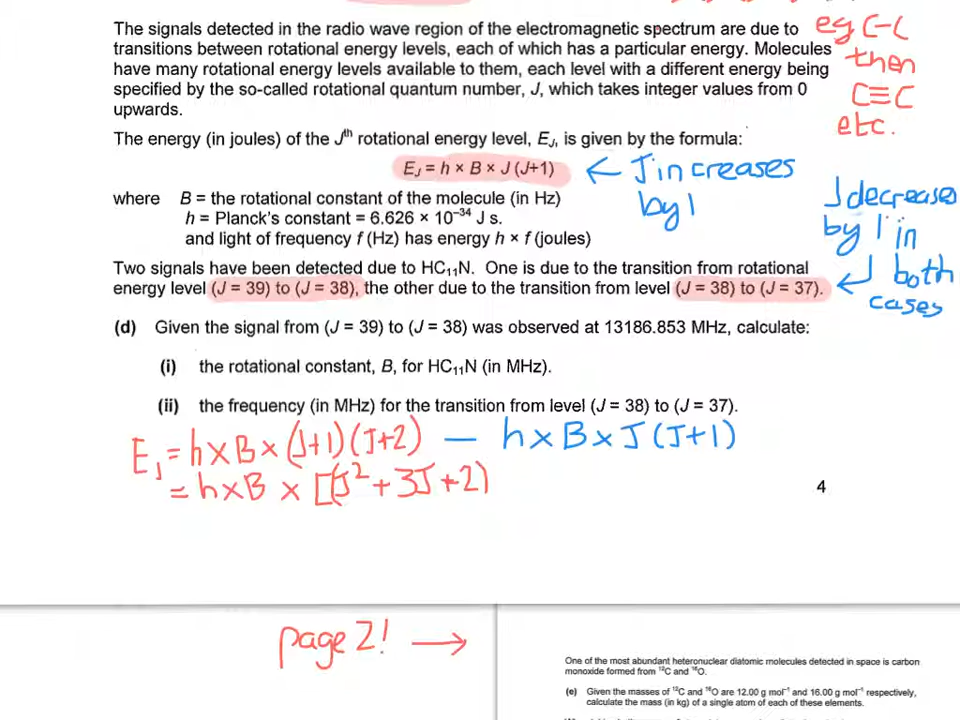 The signals detected in the radio wave region of the electromagnetic spectrum are due to
transitions between rotational energy levels, each of which has a particular energy. Molecules
have many rotational energy levels available to them, each level with a different energy being
specified by the so-called rotational quantum number, J, which takes integer values from 0
upwards.
eg C-C
then
C≡C
etc.
The energy (in joules) of the Jth rotational energy level, EJ, is given by the formula:
EJ = h × B × J (J+1)
← J increases
by 1
where B = the rotational constant of the molecule (in Hz)
h = Planck's constant = 6.626 × 10⁻³⁴ J s.
and light of frequency f (Hz) has energy h × f (joules)
J decreases
by 1 in
both
cases
Two signals have been detected due to HC₁₁N. One is due to the transition from rotational
energy level (J = 39) to (J = 38), the other due to the transition from level (J = 38) to (J = 37).
(d) Given the signal from (J = 39) to (J = 38) was observed at 13186.853 MHz, calculate:
(i) the rotational constant, B, for HC₁₁N (in MHz).
(ii) the frequency (in MHz) for the transition from level (J = 38) to (J = 37).
EJ = h × B × (J+1)(J+2) — h × B × J (J+1)
= h × B × [(J² + 3J + 2)
4
page 2! →
One of the most abundant heteronuclear diatomic molecules detected in space is carbon
monoxide formed from ¹²C and ¹⁶O.
(e) Given the masses of ¹²C and ¹⁶O are 12.00 g mol⁻¹ and 16.00 g mol⁻¹ respectively,
calculate the mass (in kg) of a single atom of each of these elements.